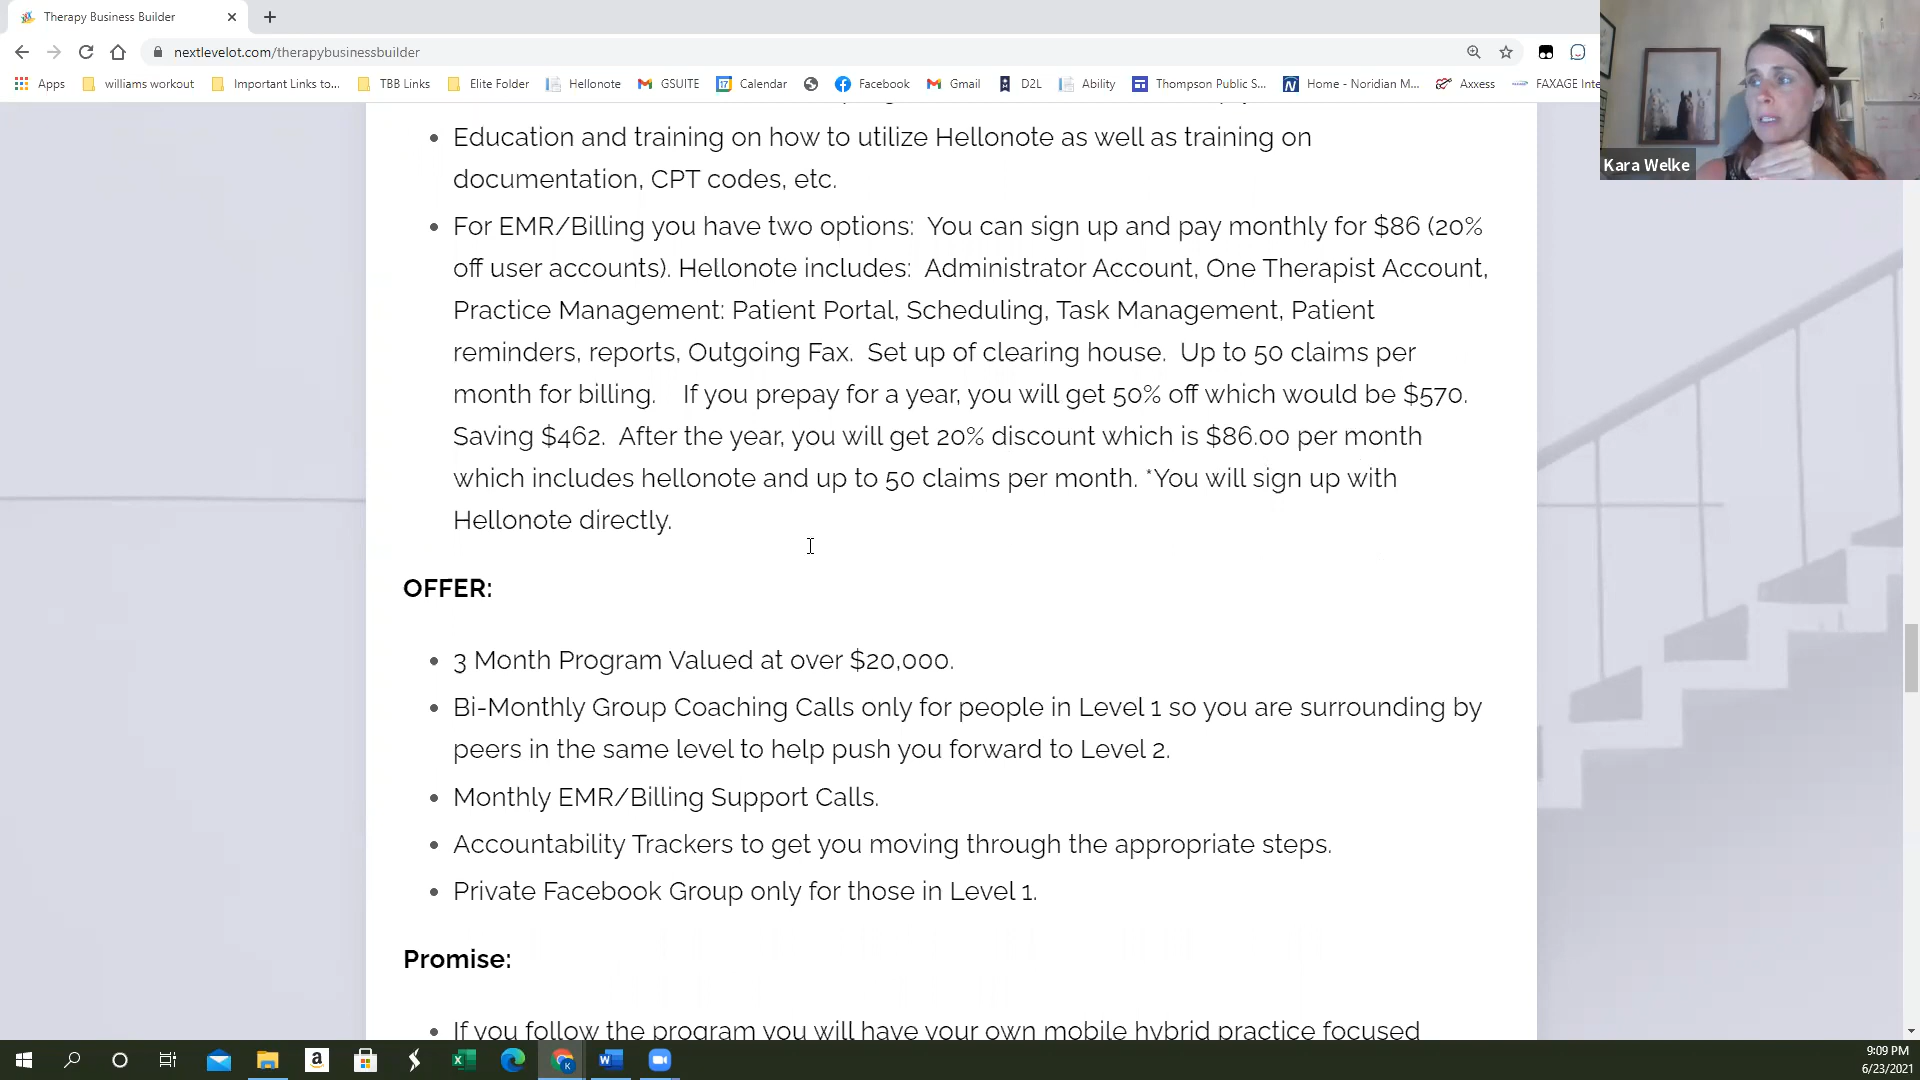 Therapy Business Builder
nextlevelot.com/therapybusinessbuilder
Apps williams workout Important Links to... TBB Links Elite Folder Hellonote GSUITE Calendar Facebook Gmail D2L Ability Thompson Public S... Home - Noridian M... Axxess FAXAGE Inte
Kara Welke
• Education and training on how to utilize Hellonote as well as training on
documentation, CPT codes, etc.
• For EMR/Billing you have two options:  You can sign up and pay monthly for $86 (20%
off user accounts). Hellonote includes:  Administrator Account, One Therapist Account,
Practice Management: Patient Portal, Scheduling, Task Management, Patient
reminders, reports, Outgoing Fax.  Set up of clearing house.  Up to 50 claims per
month for billing.    If you prepay for a year, you will get 50% off which would be $570.
Saving $462.  After the year, you will get 20% discount which is $86.00 per month
which includes hellonote and up to 50 claims per month. *You will sign up with
Hellonote directly.
OFFER:
• 3 Month Program Valued at over $20,000.
• Bi-Monthly Group Coaching Calls only for people in Level 1 so you are surrounding by
peers in the same level to help push you forward to Level 2.
• Monthly EMR/Billing Support Calls.
• Accountability Trackers to get you moving through the appropriate steps.
• Private Facebook Group only for those in Level 1.
Promise:
• If you follow the program you will have your own mobile hybrid practice focused
9:09 PM
6/23/2021